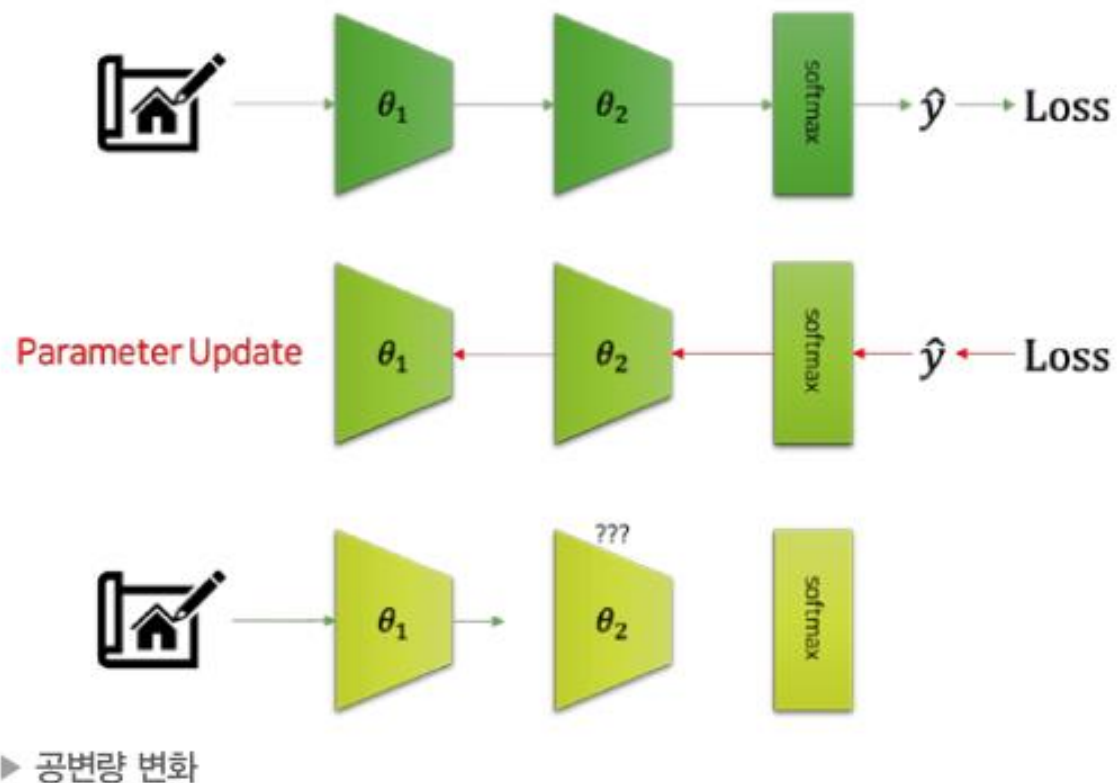 θ₁ θ₂ softmax ŷ Loss
Parameter Update θ₁ θ₂ softmax ŷ Loss
???
θ₁ θ₂ softmax
▶ 공변량 변화